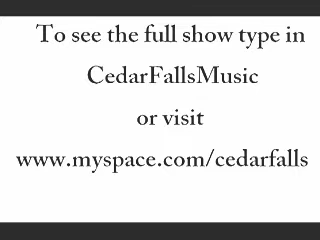 To see the full show type in
CedarFallsMusic
or visit
www.myspace.com/cedarfalls